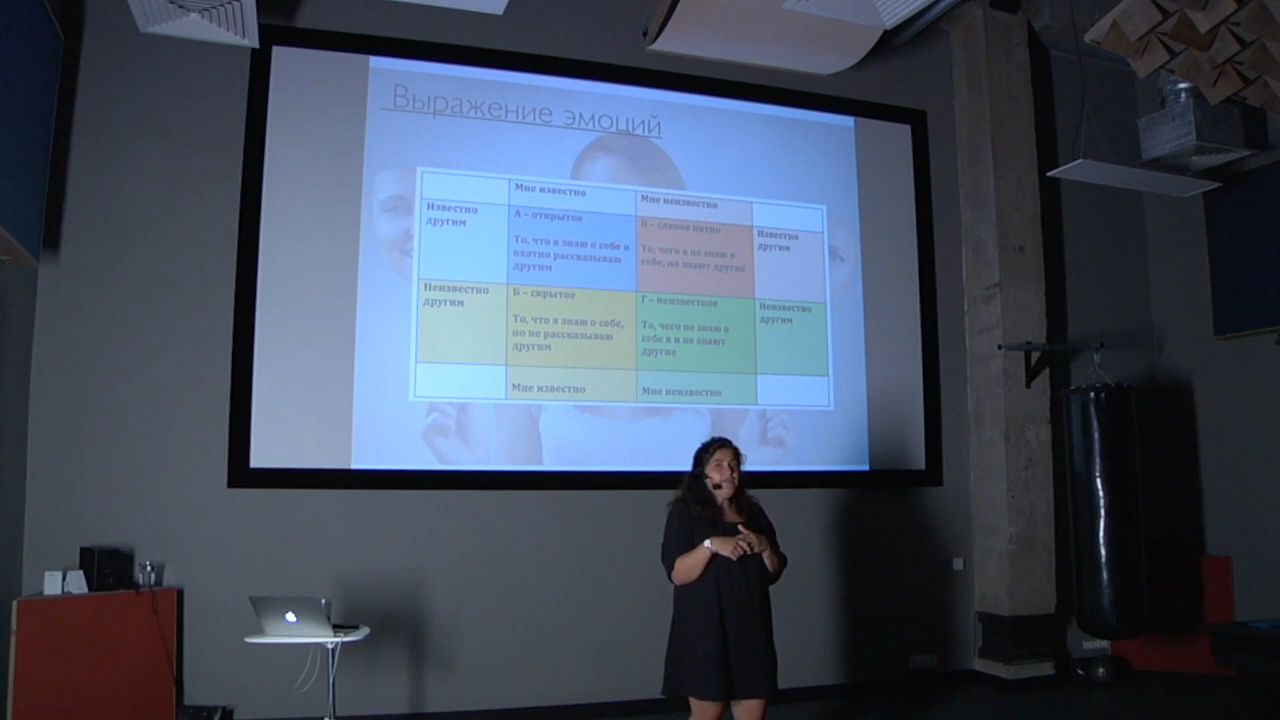 Выражение эмоций
Мне известно
Мне неизвестно
Известно
другим
А – открытое
То, что я знаю о себе и
охотно рассказываю
другим
В – слепое пятно
То, чего я не знаю о
себе, но знают другие
Известно
другим
Неизвестно
другим
Б – скрытое
То, что я знаю о себе,
но не рассказываю
другим
Г – неизвестное
То, чего не знаю о
себе я и не знают
другие
Неизвестно
другим
Мне известно
Мне неизвестно